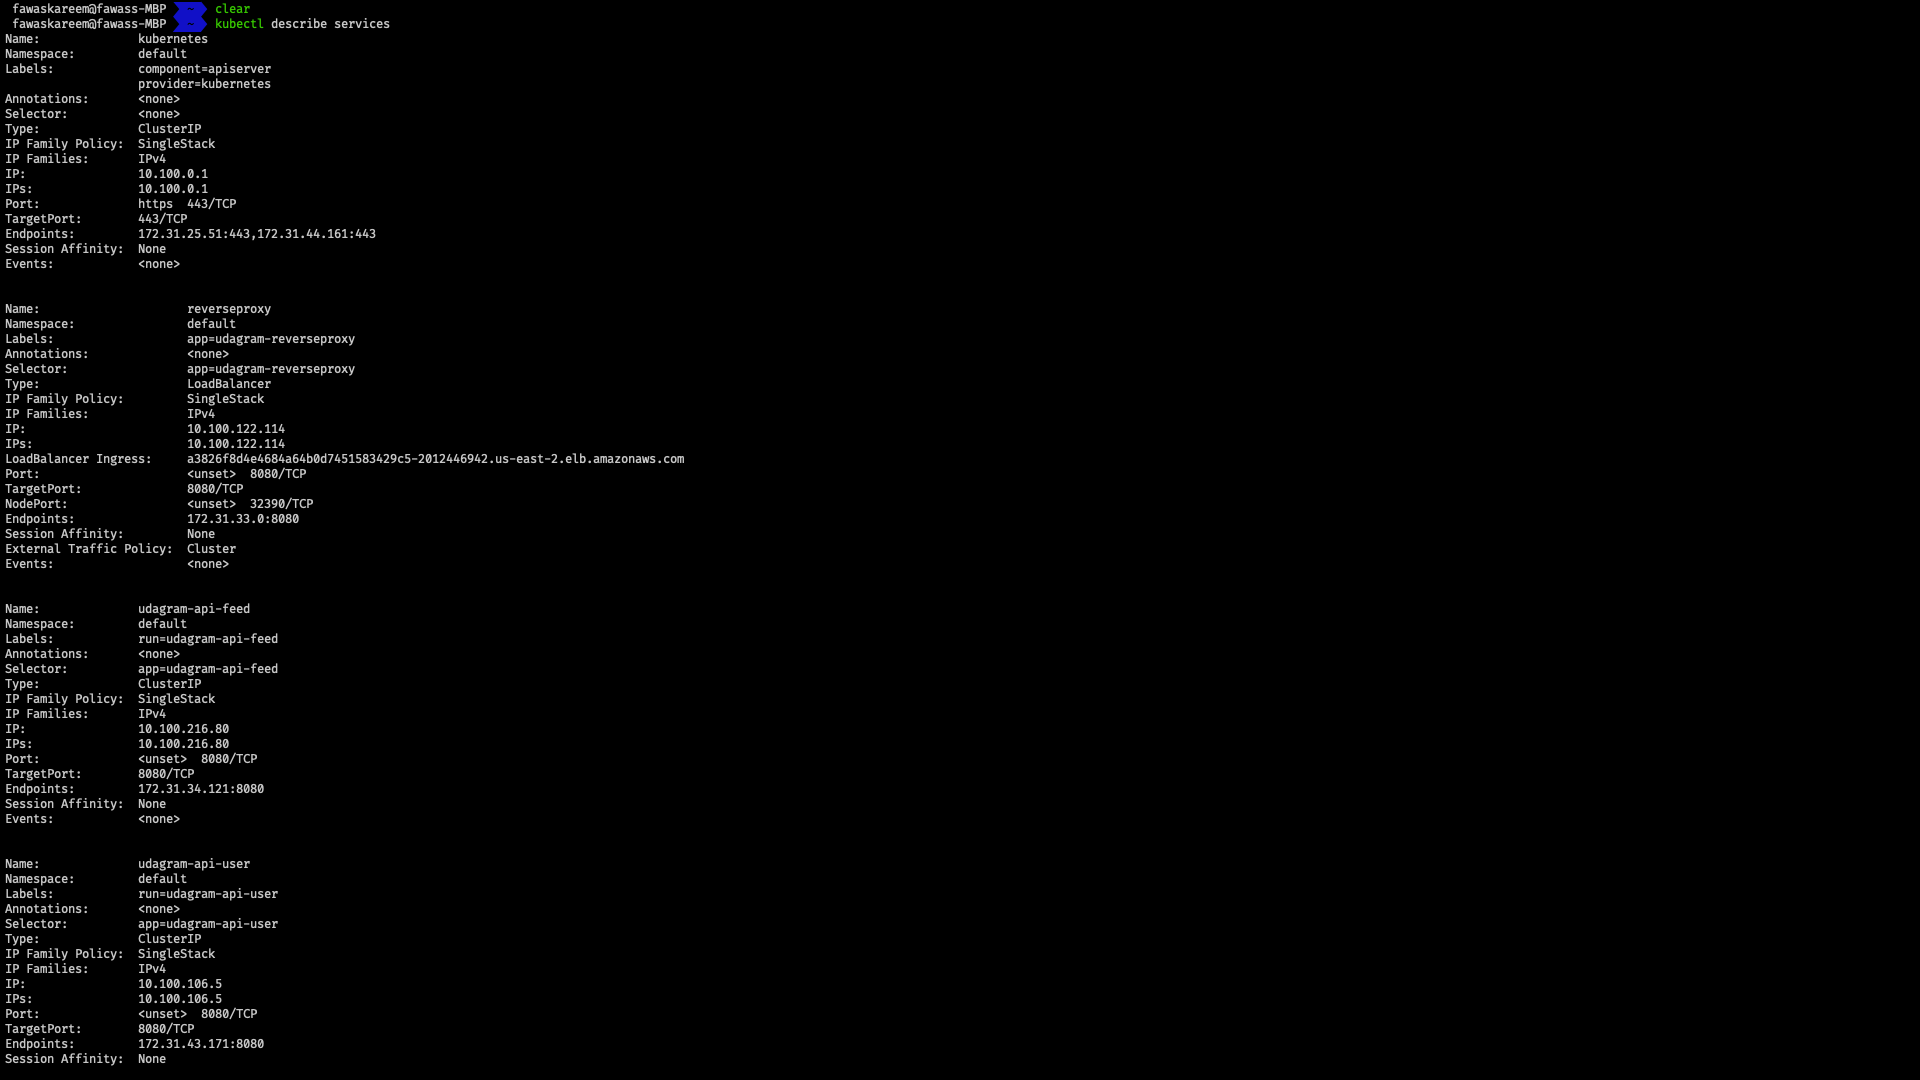 fawaskareem@fawass-MBP ~ clear
fawaskareem@fawass-MBP ~ kubectl describe services
Name: kubernetes
Namespace: default
Labels: component=apiserver
provider=kubernetes
Annotations: <none>
Selector: <none>
Type: ClusterIP
IP Family Policy: SingleStack
IP Families: IPv4
IP: 10.100.0.1
IPs: 10.100.0.1
Port: https 443/TCP
TargetPort: 443/TCP
Endpoints: 172.31.25.51:443,172.31.44.161:443
Session Affinity: None
Events: <none>
Name: reverseproxy
Namespace: default
Labels: app=udagram-reverseproxy
Annotations: <none>
Selector: app=udagram-reverseproxy
Type: LoadBalancer
IP Family Policy: SingleStack
IP Families: IPv4
IP: 10.100.122.114
IPs: 10.100.122.114
LoadBalancer Ingress: a3826f8d4e4684a64b0d7451583429c5-2012446942.us-east-2.elb.amazonaws.com
Port: <unset> 8080/TCP
TargetPort: 8080/TCP
NodePort: <unset> 32390/TCP
Endpoints: 172.31.33.0:8080
Session Affinity: None
External Traffic Policy: Cluster
Events: <none>
Name: udagram-api-feed
Namespace: default
Labels: run=udagram-api-feed
Annotations: <none>
Selector: app=udagram-api-feed
Type: ClusterIP
IP Family Policy: SingleStack
IP Families: IPv4
IP: 10.100.216.80
IPs: 10.100.216.80
Port: <unset> 8080/TCP
TargetPort: 8080/TCP
Endpoints: 172.31.34.121:8080
Session Affinity: None
Events: <none>
Name: udagram-api-user
Namespace: default
Labels: run=udagram-api-user
Annotations: <none>
Selector: app=udagram-api-user
Type: ClusterIP
IP Family Policy: SingleStack
IP Families: IPv4
IP: 10.100.106.5
IPs: 10.100.106.5
Port: <unset> 8080/TCP
TargetPort: 8080/TCP
Endpoints: 172.31.43.171:8080
Session Affinity: None